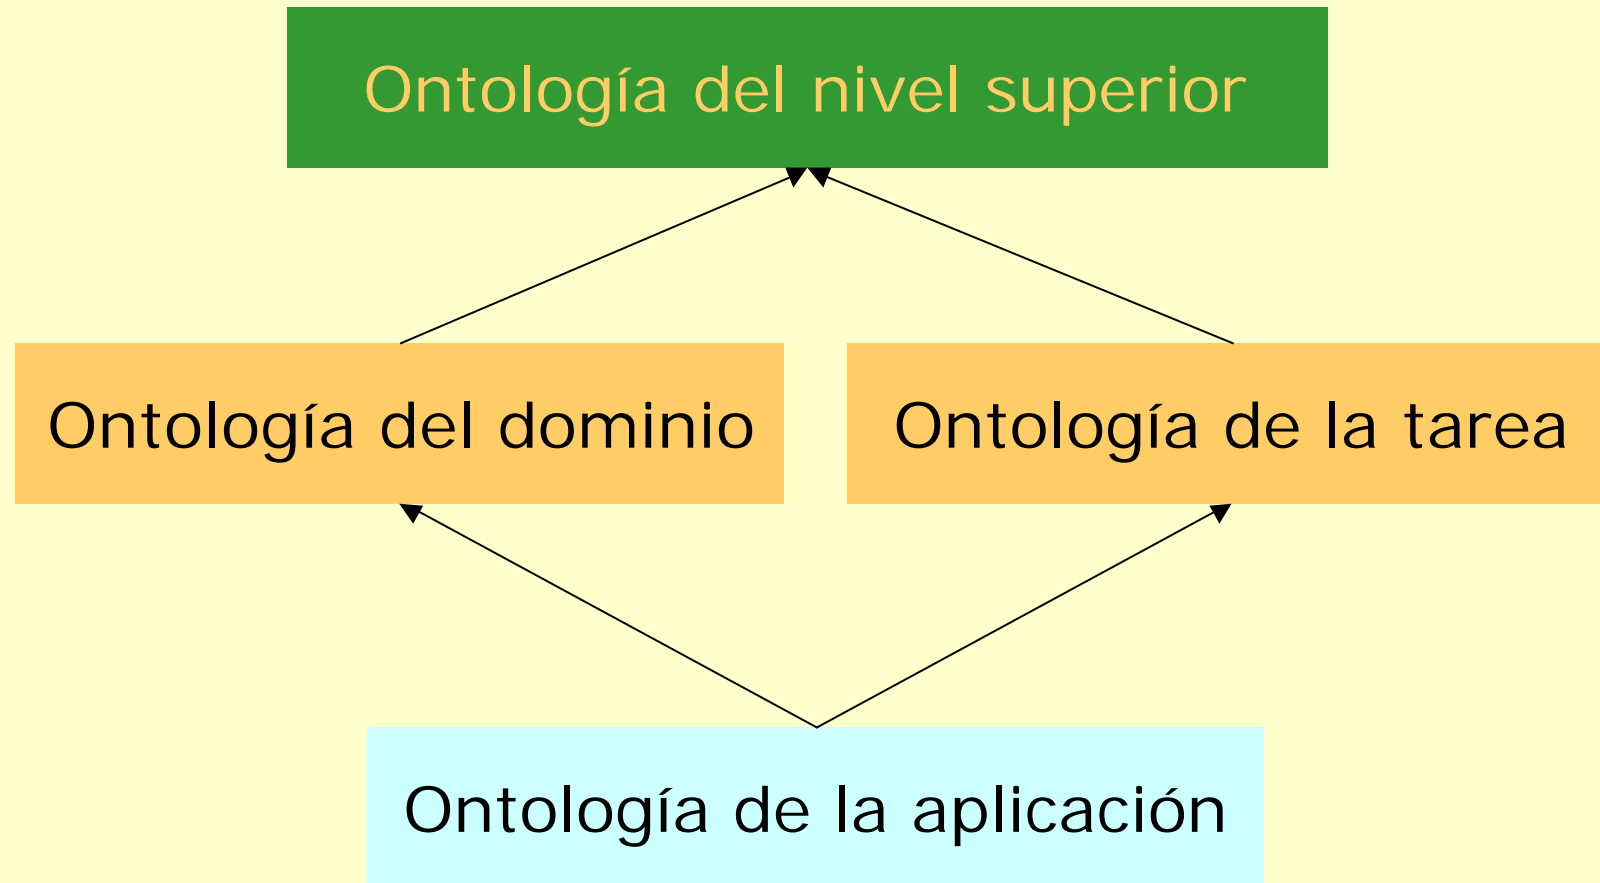 Ontología del nivel superior
Ontología del dominio
Ontología de la tarea
Ontología de la aplicación